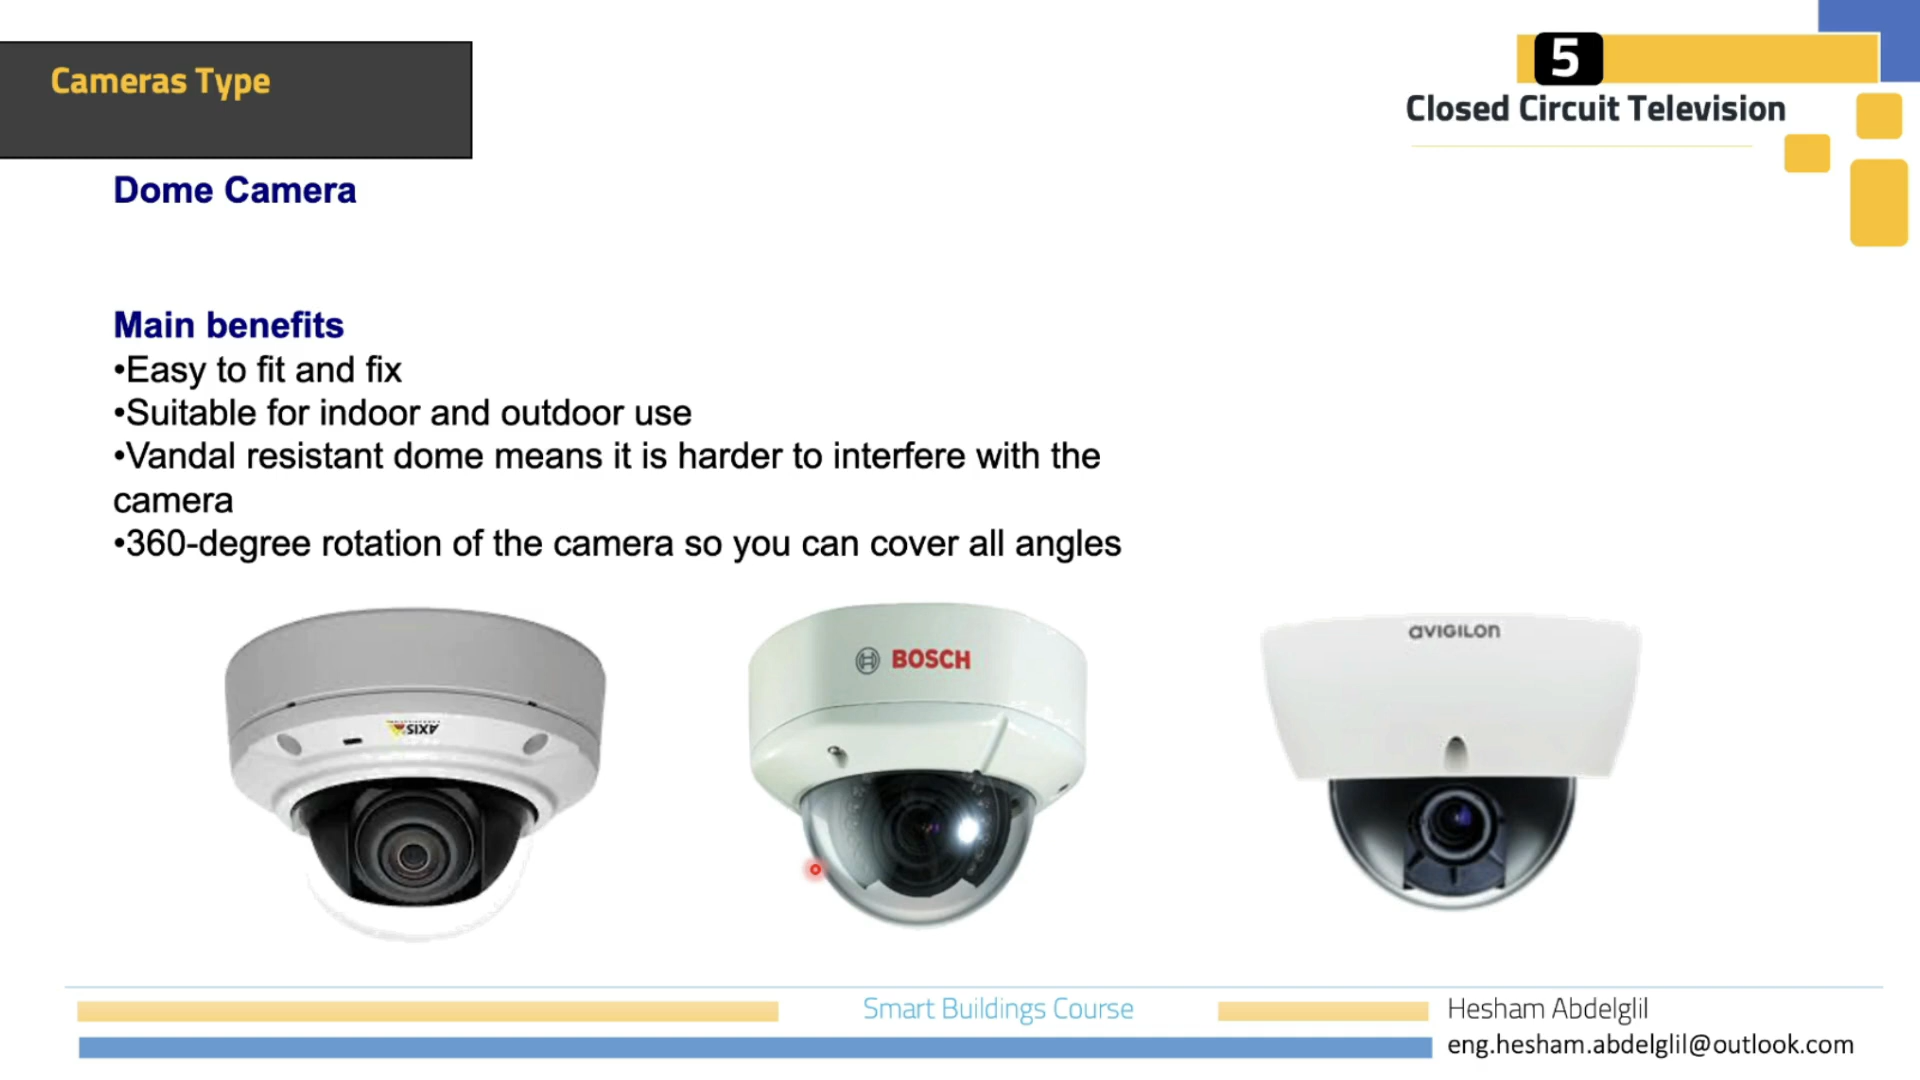 Cameras Type
5
Closed Circuit Television
Dome Camera
Main benefits
•Easy to fit and fix
•Suitable for indoor and outdoor use
•Vandal resistant dome means it is harder to interfere with the
camera
•360-degree rotation of the camera so you can cover all angles
AXIS
BOSCH
avigilon
Smart Buildings Course
Hesham Abdelglil
eng.hesham.abdelglil@outlook.com